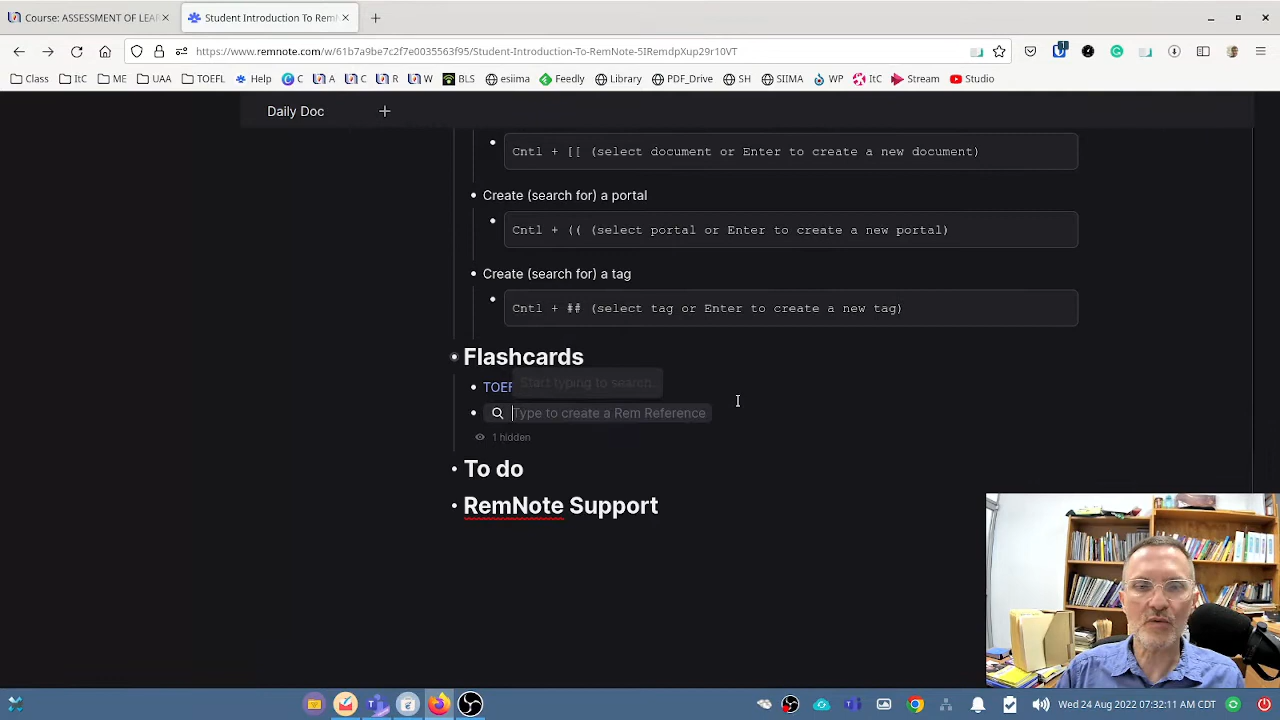 Course: ASSESSMENT OF LEAR
Student Introduction To RemN
https://www.remnote.com/w/61b7a9be7c2f7e0035563f95/Student-Introduction-To-RemNote-5IRemdpXup29r10VT
Class
ItC
ME
UAA
TOEFL
Help
C
A
C
R
W
BLS
esiima
Feedly
Library
PDF_Drive
SH
SIIMA
WP
ItC
Stream
Studio
Daily Doc
Cntl + [[ (select document or Enter to create a new document)
Create (search for) a portal
Cntl + (( (select portal or Enter to create a new portal)
Create (search for) a tag
Cntl + ## (select tag or Enter to create a new tag)
Flashcards
TOEF
Start typing to search.
Type to create a Rem Reference
1 hidden
To do
RemNote Support
Wed 24 Aug 2022 07:32:11 AM CDT